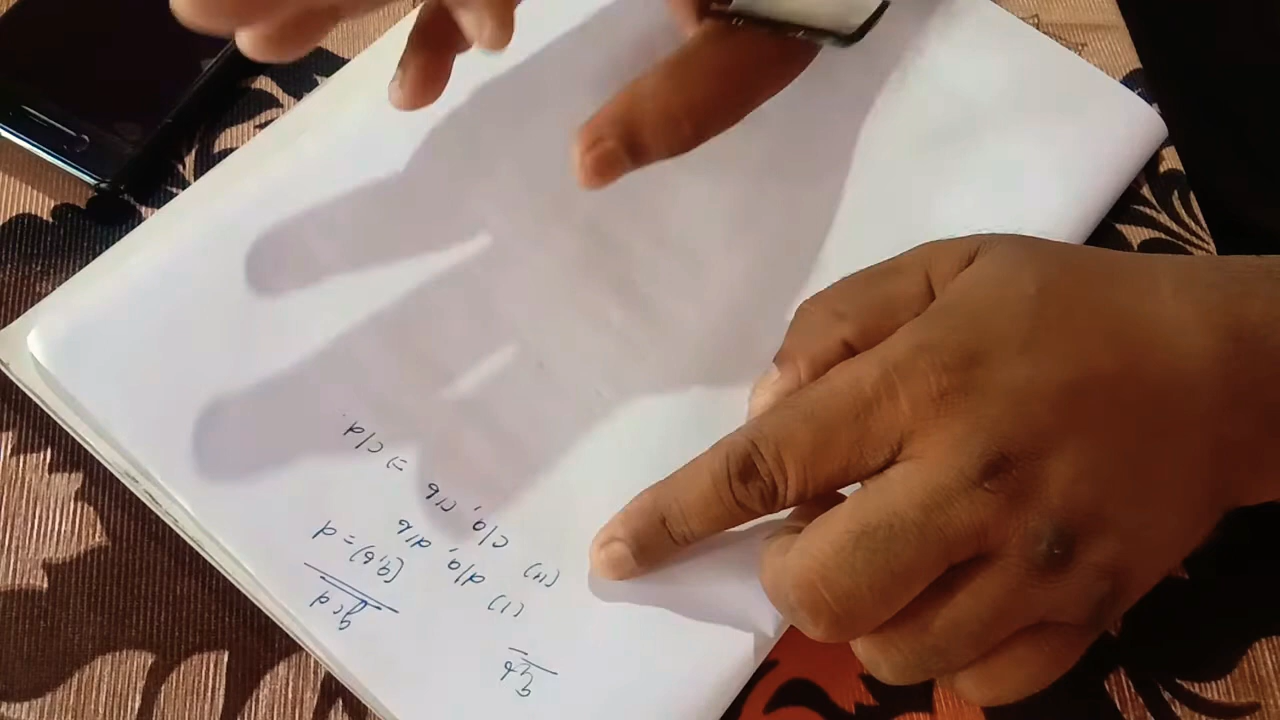 a, b
gcd
(a, b) = d
(i) d/a, d/b
(ii) c/a, c/b ⇒ c/d.